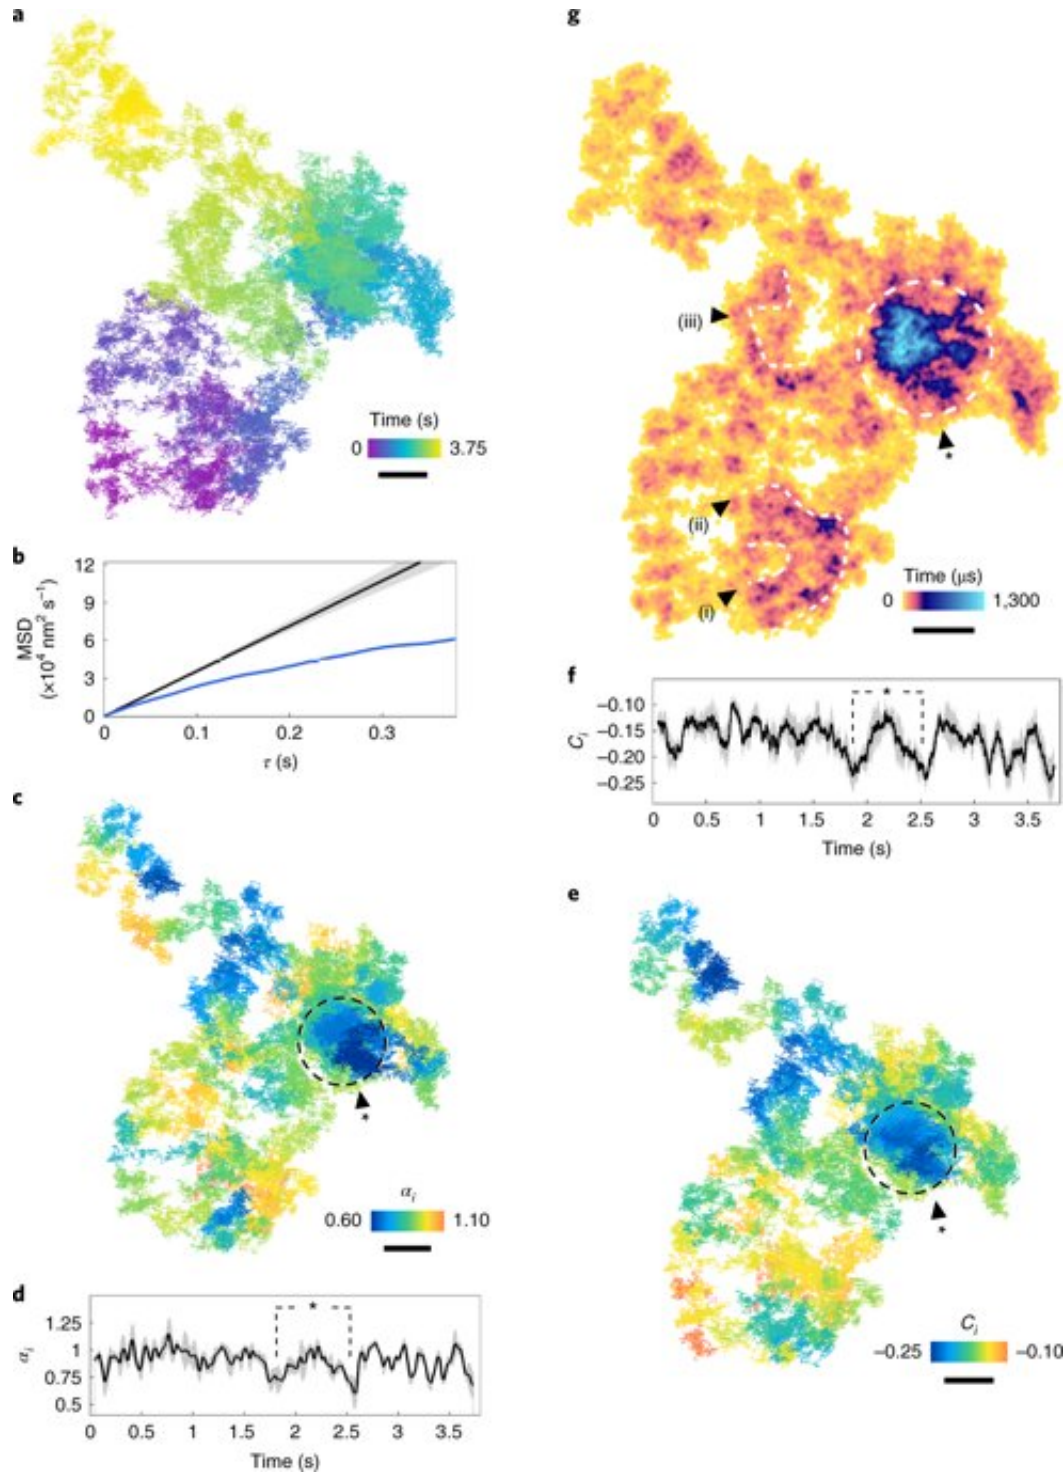 a
Time (s)
0 3.75
b
12
9
6
3
0
MSD
(×10⁴ nm² s⁻¹)
0 0.1 0.2 0.3
τ (s)
c
*
αᵢ
0.60 1.10
d
1.25
1
0.75
0.5
αᵢ
*
0 0.5 1 1.5 2 2.5 3 3.5
Time (s)
g
(iii)
*
(ii)
(i)
Time (μs)
0 1,300
f
−0.10
−0.15
−0.20
−0.25
Cᵢ
*
0 0.5 1 1.5 2 2.5 3 3.5
Time (s)
e
*
Cᵢ
−0.25 −0.10